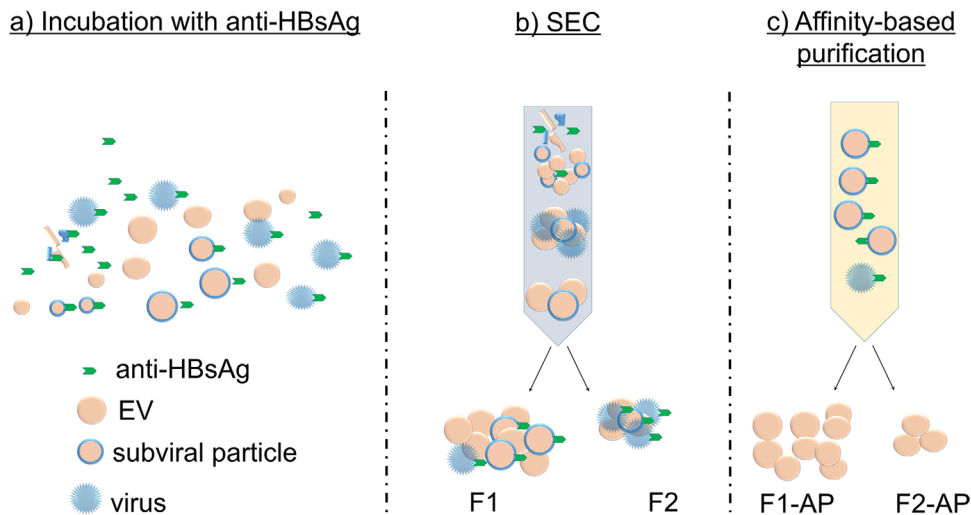 a) Incubation with anti-HBsAg
b) SEC
c) Affinity-based
purification
anti-HBsAg
EV
subviral particle
virus
F1
F2
F1-AP
F2-AP